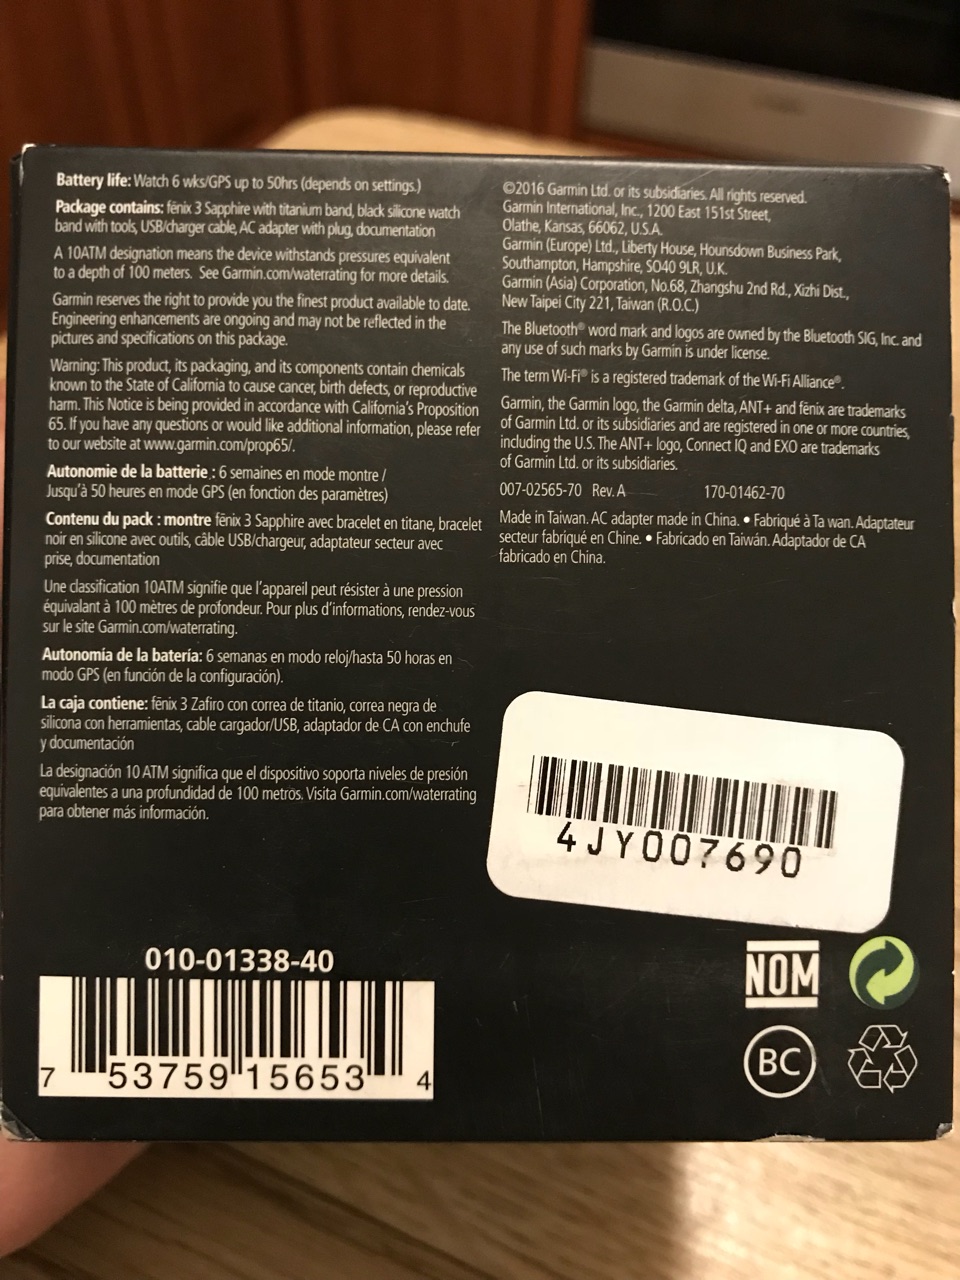 Battery life: Watch 6 wks/GPS up to 50hrs (depends on settings.)
Package contains: fēnix 3 Sapphire with titanium band, black silicone watch
band with tools, USB/charger cable, AC adapter with plug, documentation
A 10ATM designation means the device withstands pressures equivalent
to a depth of 100 meters. See Garmin.com/waterrating for more details.
Garmin reserves the right to provide you the finest product available to date.
Engineering enhancements are ongoing and may not be reflected in the
pictures and specifications on this package.
Warning: This product, its packaging, and its components contain chemicals
known to the State of California to cause cancer, birth defects, or reproductive
harm. This Notice is being provided in accordance with California's Proposition
65. If you have any questions or would like additional information, please refer
to our website at www.garmin.com/prop65/.
Autonomie de la batterie : 6 semaines en mode montre /
Jusqu'à 50 heures en mode GPS (en fonction des paramètres)
Contenu du pack : montre fēnix 3 Sapphire avec bracelet en titane, bracelet
noir en silicone avec outils, câble USB/chargeur, adaptateur secteur avec
prise, documentation
Une classification 10ATM signifie que l'appareil peut résister à une pression
équivalant à 100 mètres de profondeur. Pour plus d'informations, rendez-vous
sur le site Garmin.com/waterrating.
Autonomía de la batería: 6 semanas en modo reloj/hasta 50 horas en
modo GPS (en función de la configuración).
La caja contiene: fēnix 3 Zafiro con correa de titanio, correa negra de
silicona con herramientas, cable cargador/USB, adaptador de CA con enchufe
y documentación
La designación 10 ATM significa que el dispositivo soporta niveles de presión
equivalentes a una profundidad de 100 metros. Visita Garmin.com/waterrating
para obtener más información.
©2016 Garmin Ltd. or its subsidiaries. All rights reserved.
Garmin International, Inc., 1200 East 151st Street,
Olathe, Kansas, 66062, U.S.A.
Garmin (Europe) Ltd., Liberty House, Hounsdown Business Park,
Southampton, Hampshire, SO40 9LR, U.K.
Garmin (Asia) Corporation, No.68, Zhangshu 2nd Rd., Xizhi Dist.,
New Taipei City 221, Taiwan (R.O.C.)
The Bluetooth® word mark and logos are owned by the Bluetooth SIG, Inc. and
any use of such marks by Garmin is under license.
The term Wi-Fi® is a registered trademark of the Wi-Fi Alliance®.
Garmin, the Garmin logo, the Garmin delta, ANT+ and fēnix are trademarks
of Garmin Ltd. or its subsidiaries and are registered in one or more countries,
including the U.S. The ANT+ logo, Connect IQ and EXO are trademarks
of Garmin Ltd. or its subsidiaries.
007-02565-70 Rev. A 170-01462-70
Made in Taiwan. AC adapter made in China. • Fabriqué à Ta wan. Adaptateur
secteur fabriqué en Chine. • Fabricado en Taiwán. Adaptador de CA
fabricado en China.
4JY007690
010-01338-40
7 53759 15653 4
NOM
BC